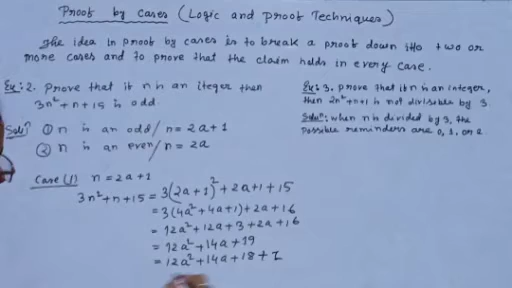 Proof by Cases (Logic and Proof Techniques)
The idea in proof by cases is to break a proof down into two or
more cases and to prove that the claim holds in every case.
Ex: 2. Prove that if n is an iteger then
3n²+n+15 is odd.
Solⁿ: ① n is an odd/n=2a+1
② n is an even/n=2a
Case (1) n=2a+1
3n²+n+15 = 3(2a+1)²+2a+1+15
=3(4a²+4a+1)+2a+16
=12a²+12a+3+2a+16
=12a²+14a+19
=12a²+14a+18+1
Ex: 3. Prove that if n is an integer,
then 2n²+n+1 is not divisible by 3.
Solⁿ: when n is divided by 3, the
possible reminders are 0, 1, or 2